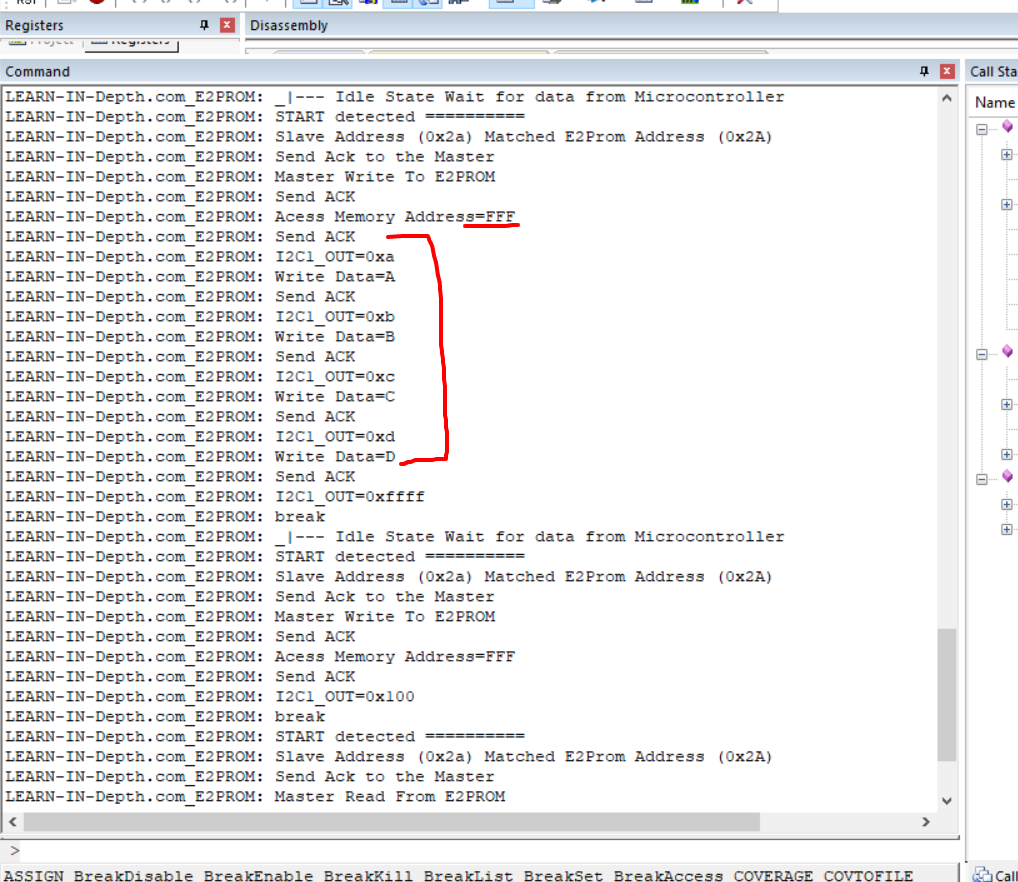 RST
Registers
Disassembly
Project
Registers
Command
Call Sta
Name
LEARN-IN-Depth.com_E2PROM: _|--- Idle State Wait for data from Microcontroller
LEARN-IN-Depth.com_E2PROM: START detected ==========
LEARN-IN-Depth.com_E2PROM: Slave Address (0x2a) Matched E2Prom Address (0x2A)
LEARN-IN-Depth.com_E2PROM: Send Ack to the Master
LEARN-IN-Depth.com_E2PROM: Master Write To E2PROM
LEARN-IN-Depth.com_E2PROM: Send ACK
LEARN-IN-Depth.com_E2PROM: Acess Memory Address=FFF
LEARN-IN-Depth.com_E2PROM: Send ACK
LEARN-IN-Depth.com_E2PROM: I2C1_OUT=0xa
LEARN-IN-Depth.com_E2PROM: Write Data=A
LEARN-IN-Depth.com_E2PROM: Send ACK
LEARN-IN-Depth.com_E2PROM: I2C1_OUT=0xb
LEARN-IN-Depth.com_E2PROM: Write Data=B
LEARN-IN-Depth.com_E2PROM: Send ACK
LEARN-IN-Depth.com_E2PROM: I2C1_OUT=0xc
LEARN-IN-Depth.com_E2PROM: Write Data=C
LEARN-IN-Depth.com_E2PROM: Send ACK
LEARN-IN-Depth.com_E2PROM: I2C1_OUT=0xd
LEARN-IN-Depth.com_E2PROM: Write Data=D
LEARN-IN-Depth.com_E2PROM: Send ACK
LEARN-IN-Depth.com_E2PROM: I2C1_OUT=0xffff
LEARN-IN-Depth.com_E2PROM: break
LEARN-IN-Depth.com_E2PROM: _|--- Idle State Wait for data from Microcontroller
LEARN-IN-Depth.com_E2PROM: START detected ==========
LEARN-IN-Depth.com_E2PROM: Slave Address (0x2a) Matched E2Prom Address (0x2A)
LEARN-IN-Depth.com_E2PROM: Send Ack to the Master
LEARN-IN-Depth.com_E2PROM: Master Write To E2PROM
LEARN-IN-Depth.com_E2PROM: Send ACK
LEARN-IN-Depth.com_E2PROM: Acess Memory Address=FFF
LEARN-IN-Depth.com_E2PROM: Send ACK
LEARN-IN-Depth.com_E2PROM: I2C1_OUT=0x100
LEARN-IN-Depth.com_E2PROM: break
LEARN-IN-Depth.com_E2PROM: START detected ==========
LEARN-IN-Depth.com_E2PROM: Slave Address (0x2a) Matched E2Prom Address (0x2A)
LEARN-IN-Depth.com_E2PROM: Send Ack to the Master
LEARN-IN-Depth.com_E2PROM: Master Read From E2PROM
>
ASSIGN BreakDisable BreakEnable BreakKill BreakList BreakSet BreakAccess COVERAGE COVTOFILE
Call